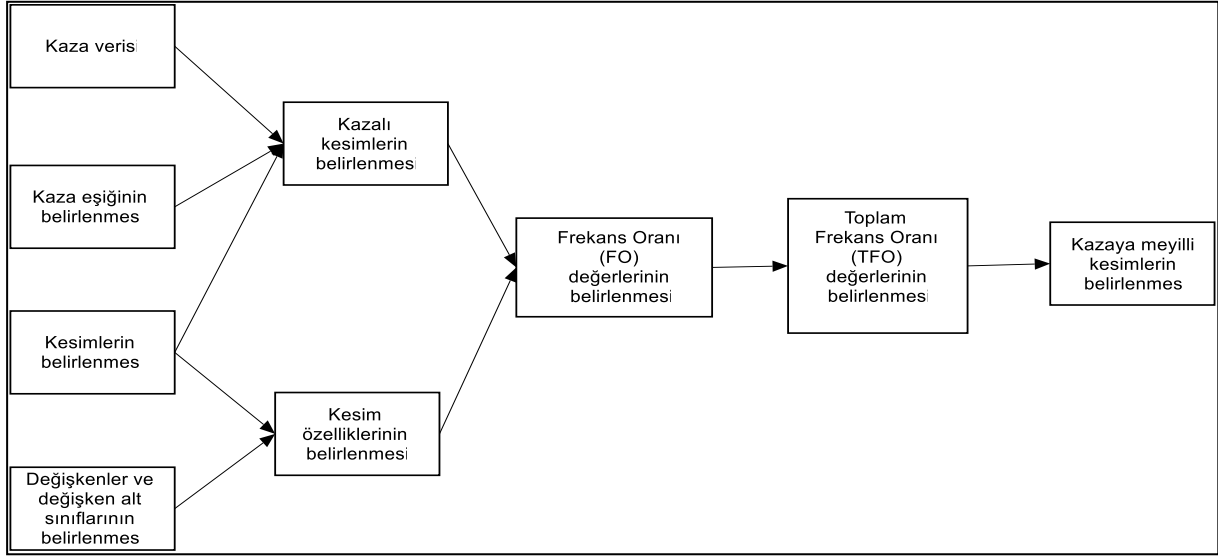 Kaza verisi
Kaza eşiğinin
belirlenmes
Kesimlerin
belirlenmes
Değişkenler ve
değişken alt
sınıflarının
belirlenmes
Kazalı
kesimlerin
belirlenmesi
Kesim
özelliklerinin
belirlenmesi
Frekans Oranı
(FO)
değerlerinin
belirlenmesi
Toplam
Frekans Oranı
(TFO)
değerlerinin
belirlenmesi
Kazaya meyilli
kesimlerin
belirlenmes